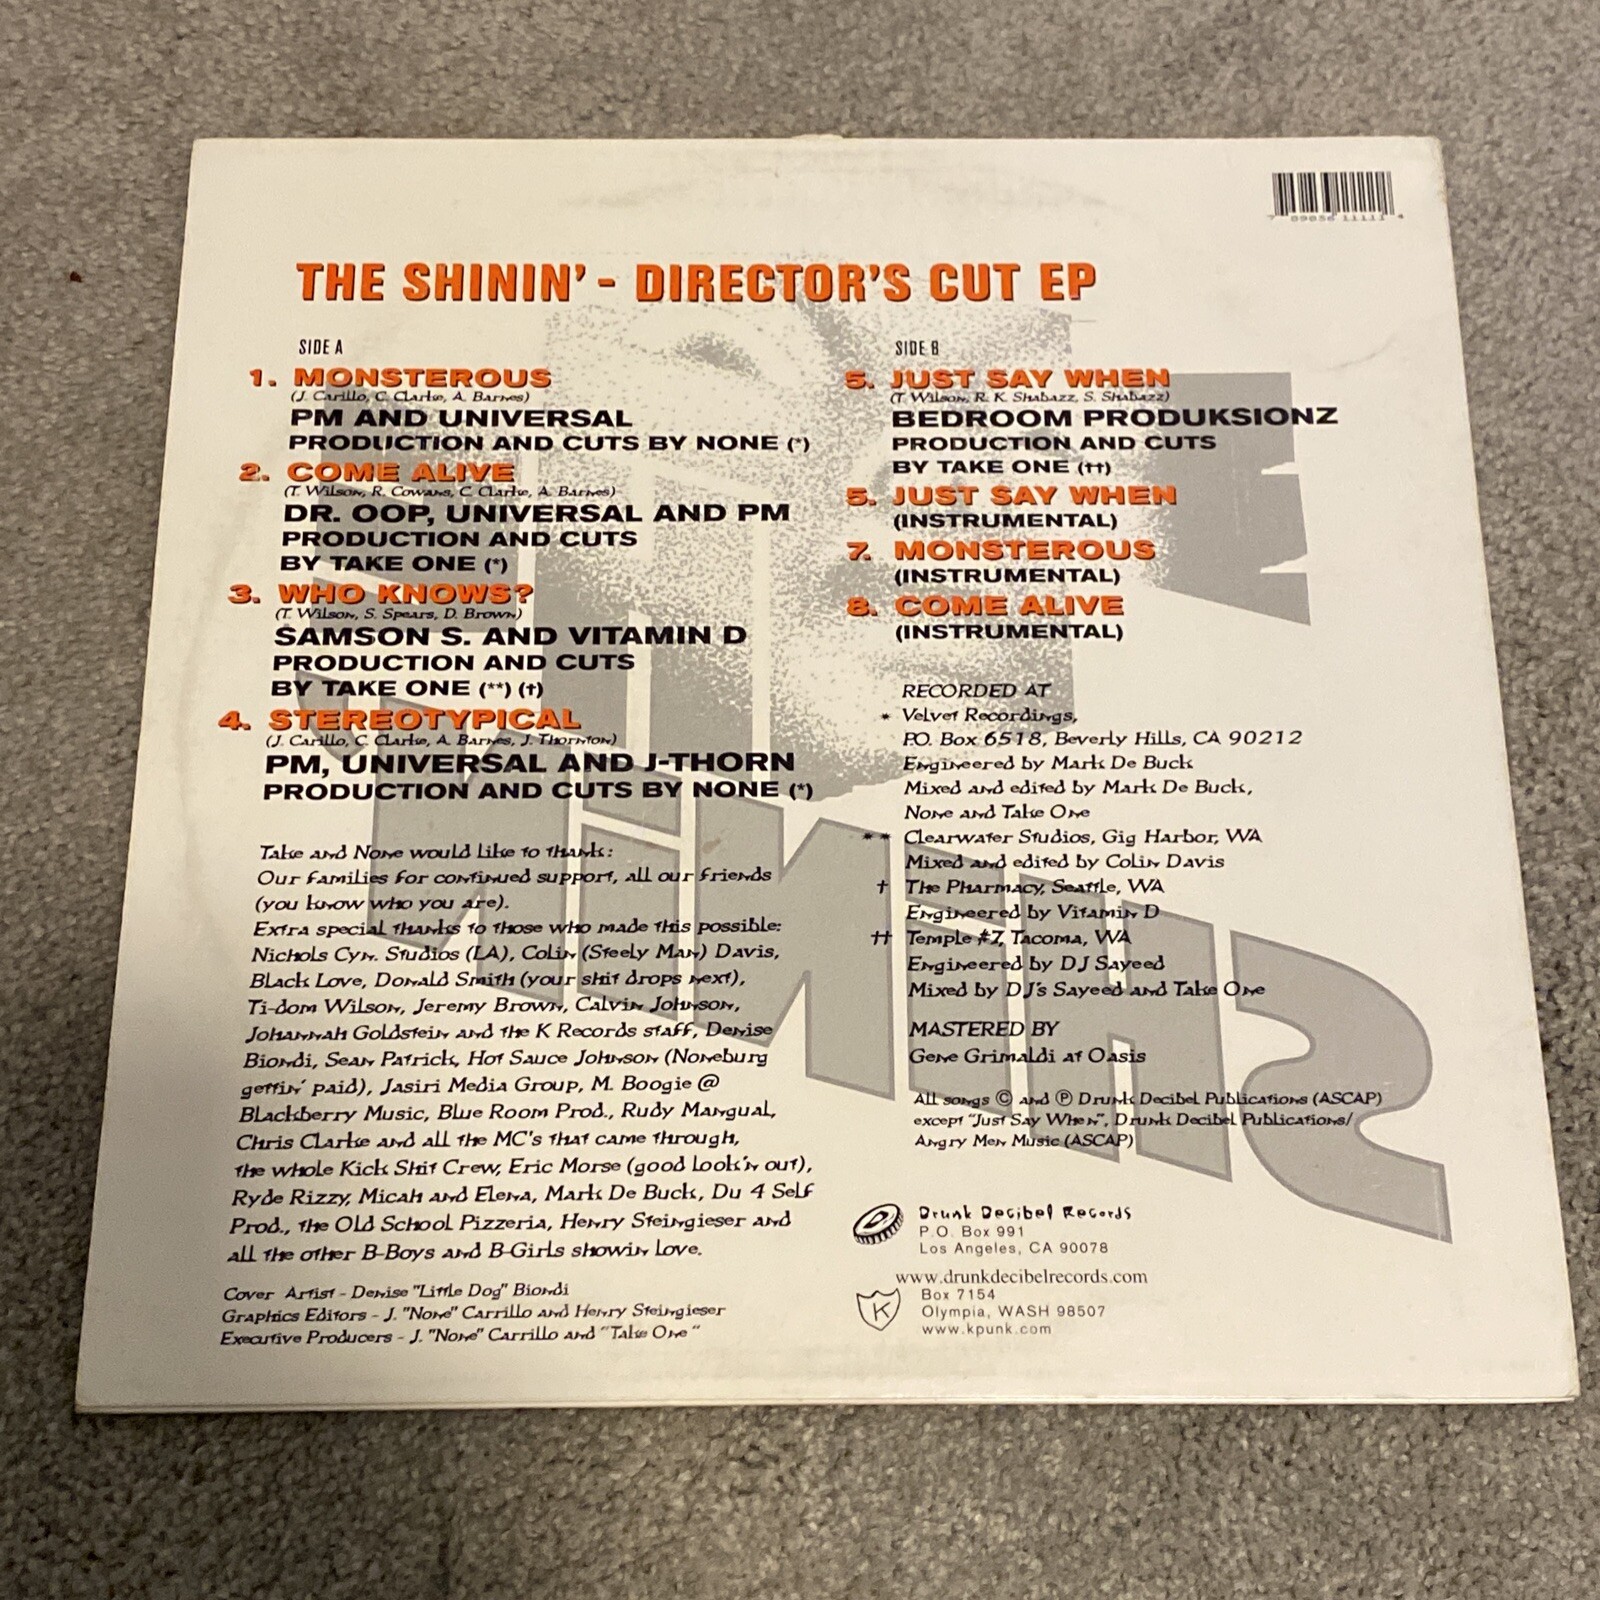 7 89856 11111 4
THE SHININ' - DIRECTOR'S CUT EP
SIDE A
1. MONSTEROUS
(J. Carillo, C. Clarke, A. Barnes)
PM AND UNIVERSAL
PRODUCTION AND CUTS BY NONE (*)
2. COME ALIVE
(T. Wilson, R. Cowans, C. Clarke, A. Barnes)
DR. OOP, UNIVERSAL AND PM
PRODUCTION AND CUTS
BY TAKE ONE (*)
3. WHO KNOWS?
(T. Wilson, S. Spears, D. Brown)
SAMSON S. AND VITAMIN D
PRODUCTION AND CUTS
BY TAKE ONE (**) (†)
4. STEREOTYPICAL
(J. Carillo, C. Clarke, A. Barnes, J. Thornton)
PM, UNIVERSAL AND J-THORN
PRODUCTION AND CUTS BY NONE (*)
Take and None would like to thank:
Our families for continued support, all our friends
(you know who you are).
Extra special thanks to those who made this possible:
Nichols Cyn. Studios (LA), Colin (Steely Man) Davis,
Black Love, Donald Smith (your shit drops next),
Ti-dom Wilson, Jeremy Brown, Calvin Johnson,
Johannah Goldstein and the K Records staff, Denise
Biondi, Sean Patrick, Hot Sauce Johnson (Noneburg
gettin' paid), Jasiri Media Group, M. Boogie @
Blackberry Music, Blue Room Prod., Rudy Mangual,
Chris Clarke and all the MC's that came through,
the whole Kick Shit Crew, Eric Morse (good look'n out),
Ryde Rizzy, Micah and Elena, Mark De Buck, Du 4 Self
Prod., the Old School Pizzeria, Henry Steingieser and
all the other B-Boys and B-Girls showin love.
Cover Artist - Denise "Little Dog" Biondi
Graphics Editors - J. "None" Carrillo and Henry Steingieser
Executive Producers - J. "None" Carrillo and "Take One"
SIDE B
5. JUST SAY WHEN
(T. Wilson, R. K. Shabazz, S. Shabazz)
BEDROOM PRODUKSIONZ
PRODUCTION AND CUTS
BY TAKE ONE (††)
5. JUST SAY WHEN
(INSTRUMENTAL)
7. MONSTEROUS
(INSTRUMENTAL)
8. COME ALIVE
(INSTRUMENTAL)
RECORDED AT
* Velvet Recordings,
P.O. Box 6518, Beverly Hills, CA 90212
Engineered by Mark De Buck
Mixed and edited by Mark De Buck,
None and Take One
** Clearwater Studios, Gig Harbor, WA
Mixed and edited by Colin Davis
† The Pharmacy, Seattle, WA
Engineered by Vitamin D
†† Temple #7, Tacoma, WA
Engineered by DJ Sayeed
Mixed by DJ's Sayeed and Take One
MASTERED BY
Gene Grimaldi at Oasis
All songs © and ℗ Drunk Decibel Publications (ASCAP)
except "Just Say When", Drunk Decibel Publications/
Angry Men Music (ASCAP)
D
Drunk Decibel Records
P.O. Box 991
Los Angeles, CA 90078
www.drunkdecibelrecords.com
K
Box 7154
Olympia, WASH 98507
www.kpunk.com
THE
SHININ'